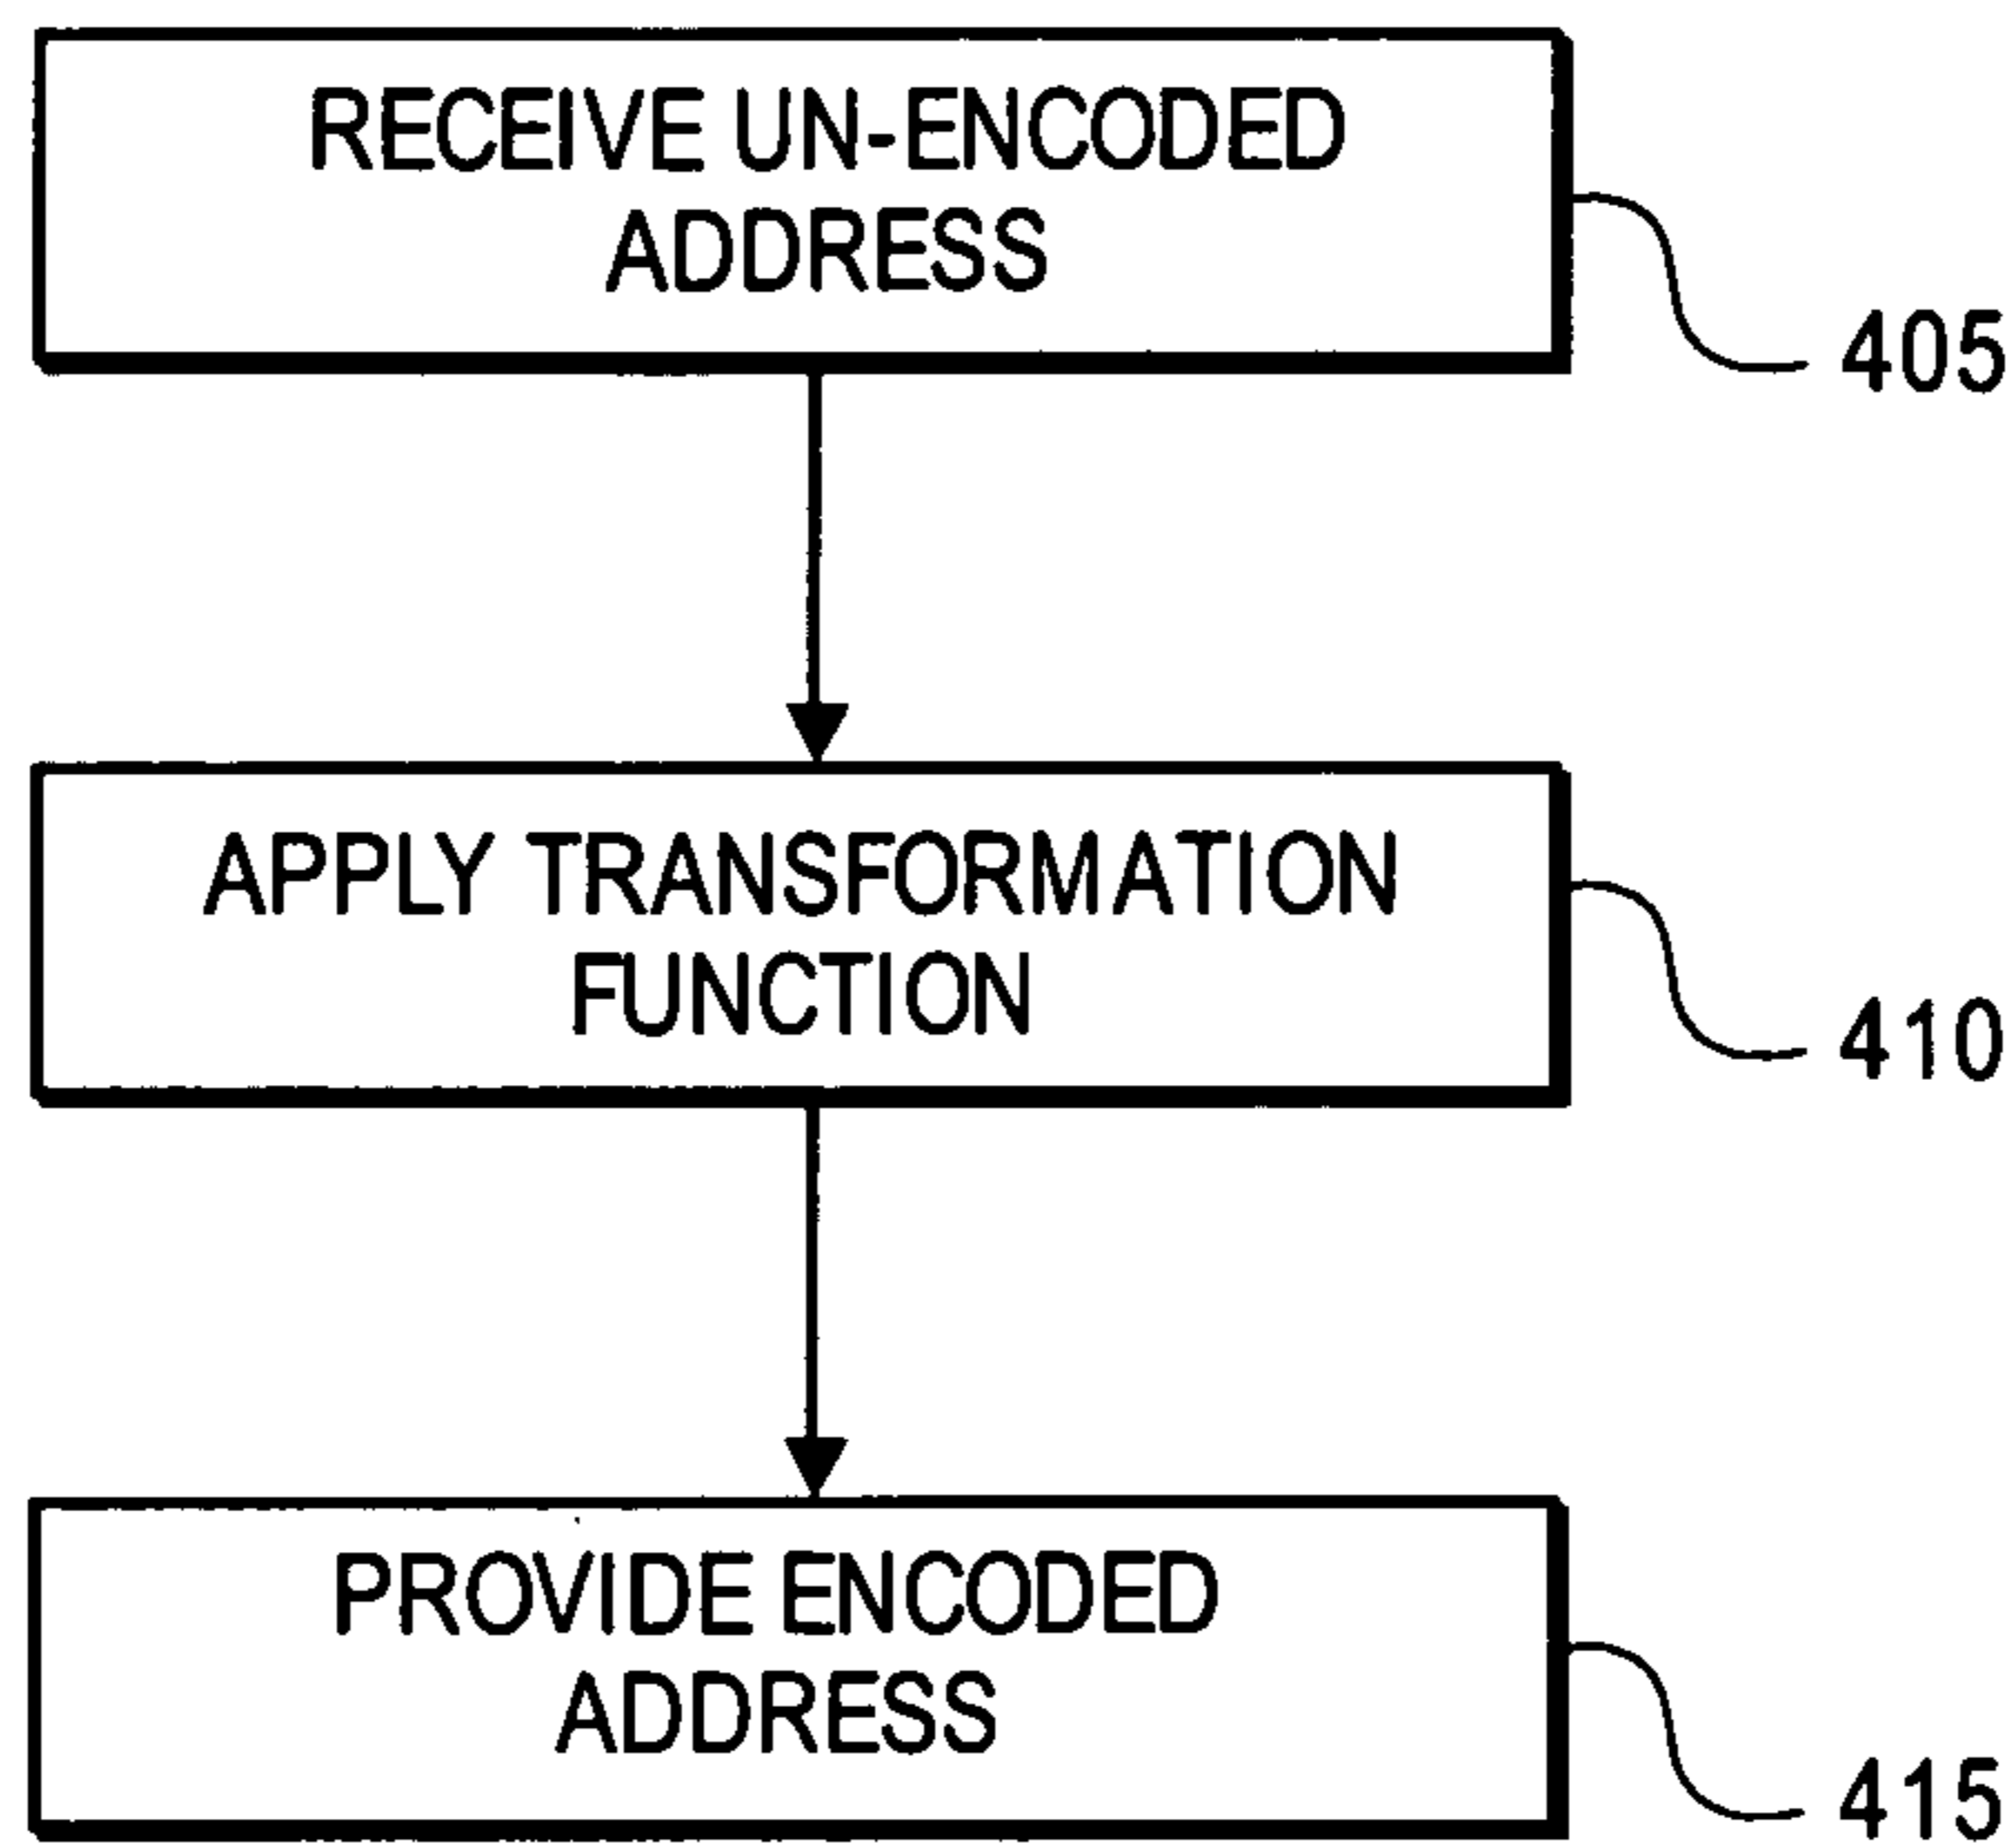 RECEIVE UN-ENCODED
ADDRESS
405
APPLY TRANSFORMATION
FUNCTION
410
PROVIDE ENCODED
ADDRESS
415